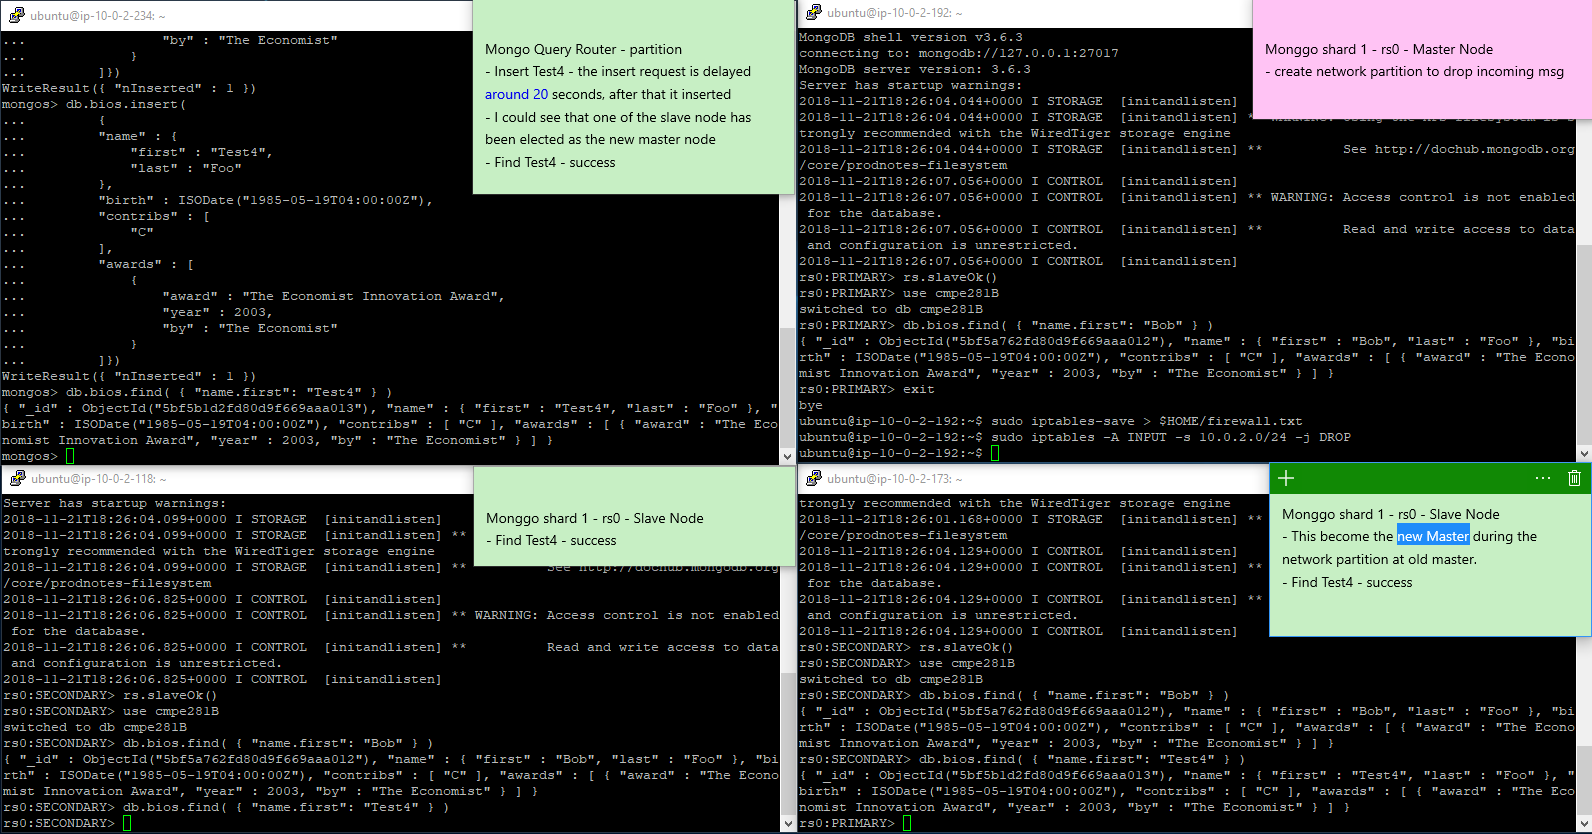 ubuntu@ip-10-0-2-234: ~
...                 "by" : "The Economist"
...             }
...         ]})
WriteResult({ "nInserted" : 1 })
mongos> db.bios.insert(
...         {
...         "name" : {
...             "first" : "Test4",
...             "last" : "Foo"
...         },
...         "birth" : ISODate("1985-05-19T04:00:00Z"),
...         "contribs" : [
...             "C"
...         ],
...         "awards" : [
...             {
...                 "award" : "The Economist Innovation Award",
...                 "year" : 2003,
...                 "by" : "The Economist"
...             }
...         ]})
WriteResult({ "nInserted" : 1 })
mongos> db.bios.find( { "name.first": "Test4" } )
{ "_id" : ObjectId("5bf5b1d2fd80d9f669aaa013"), "name" : { "first" : "Test4", "last" : "Foo" }, "
birth" : ISODate("1985-05-19T04:00:00Z"), "contribs" : [ "C" ], "awards" : [ { "award" : "The Eco
nomist Innovation Award", "year" : 2003, "by" : "The Economist" } ] }
mongos>
Mongo Query Router - partition
- Insert Test4 - the insert request is delayed
around 20 seconds, after that it inserted
- I could see that one of the slave node has
been elected as the new master node
- Find Test4 - success
ubuntu@ip-10-0-2-192: ~
MongoDB shell version v3.6.3
connecting to: mongodb://127.0.0.1:27017
MongoDB server version: 3.6.3
Server has startup warnings:
2018-11-21T18:26:04.044+0000 I STORAGE  [initandlisten]
2018-11-21T18:26:04.044+0000 I STORAGE  [initandlisten] *
trongly recommended with the WiredTiger storage engine
2018-11-21T18:26:04.044+0000 I STORAGE  [initandlisten] **          See http://dochub.mongodb.org
/core/prodnotes-filesystem
2018-11-21T18:26:07.056+0000 I CONTROL  [initandlisten]
2018-11-21T18:26:07.056+0000 I CONTROL  [initandlisten] ** WARNING: Access control is not enabled
 for the database.
2018-11-21T18:26:07.056+0000 I CONTROL  [initandlisten] **          Read and write access to data
 and configuration is unrestricted.
2018-11-21T18:26:07.056+0000 I CONTROL  [initandlisten]
rs0:PRIMARY> rs.slaveOk()
rs0:PRIMARY> use cmpe281B
switched to db cmpe281B
rs0:PRIMARY> db.bios.find( { "name.first": "Bob" } )
{ "_id" : ObjectId("5bf5a762fd80d9f669aaa012"), "name" : { "first" : "Bob", "last" : "Foo" }, "bi
rth" : ISODate("1985-05-19T04:00:00Z"), "contribs" : [ "C" ], "awards" : [ { "award" : "The Econo
mist Innovation Award", "year" : 2003, "by" : "The Economist" } ] }
rs0:PRIMARY> exit
bye
ubuntu@ip-10-0-2-192:~$ sudo iptables-save > $HOME/firewall.txt
ubuntu@ip-10-0-2-192:~$ sudo iptables -A INPUT -s 10.0.2.0/24 -j DROP
ubuntu@ip-10-0-2-192:~$
Monggo shard 1 - rs0 - Master Node
- create network partition to drop incoming msg
ubuntu@ip-10-0-2-118: ~
Server has startup warnings:
2018-11-21T18:26:04.099+0000 I STORAGE  [initandlisten]
2018-11-21T18:26:04.099+0000 I STORAGE  [initandlisten] **
trongly recommended with the WiredTiger storage engine
2018-11-21T18:26:04.099+0000 I STORAGE  [initandlisten] **          See http://dochub.mongodb.org
/core/prodnotes-filesystem
2018-11-21T18:26:06.825+0000 I CONTROL  [initandlisten]
2018-11-21T18:26:06.825+0000 I CONTROL  [initandlisten] ** WARNING: Access control is not enabled
 for the database.
2018-11-21T18:26:06.825+0000 I CONTROL  [initandlisten] **          Read and write access to data
 and configuration is unrestricted.
2018-11-21T18:26:06.825+0000 I CONTROL  [initandlisten]
rs0:SECONDARY> rs.slaveOk()
rs0:SECONDARY> use cmpe281B
switched to db cmpe281B
rs0:SECONDARY> db.bios.find( { "name.first": "Bob" } )
{ "_id" : ObjectId("5bf5a762fd80d9f669aaa012"), "name" : { "first" : "Bob", "last" : "Foo" }, "bi
rth" : ISODate("1985-05-19T04:00:00Z"), "contribs" : [ "C" ], "awards" : [ { "award" : "The Econo
mist Innovation Award", "year" : 2003, "by" : "The Economist" } ] }
rs0:SECONDARY> db.bios.find( { "name.first": "Test4" } )
rs0:SECONDARY>
Monggo shard 1 - rs0 - Slave Node
- Find Test4 - success
ubuntu@ip-10-0-2-173: ~
trongly recommended with the WiredTiger storage engine
2018-11-21T18:26:01.168+0000 I STORAGE  [initandlisten] **
/core/prodnotes-filesystem
2018-11-21T18:26:04.129+0000 I CONTROL  [initandlisten]
2018-11-21T18:26:04.129+0000 I CONTROL  [initandlisten] **
 for the database.
2018-11-21T18:26:04.129+0000 I CONTROL  [initandlisten] **
 and configuration is unrestricted.
2018-11-21T18:26:04.129+0000 I CONTROL  [initandlisten]
rs0:SECONDARY> rs.slaveOk()
rs0:SECONDARY> use cmpe281B
switched to db cmpe281B
rs0:SECONDARY> db.bios.find( { "name.first": "Bob" } )
{ "_id" : ObjectId("5bf5a762fd80d9f669aaa012"), "name" : { "first" : "Bob", "last" : "Foo" }, "bi
rth" : ISODate("1985-05-19T04:00:00Z"), "contribs" : [ "C" ], "awards" : [ { "award" : "The Econo
mist Innovation Award", "year" : 2003, "by" : "The Economist" } ] }
rs0:SECONDARY> db.bios.find( { "name.first": "Test4" } )
{ "_id" : ObjectId("5bf5b1d2fd80d9f669aaa013"), "name" : { "first" : "Test4", "last" : "Foo" }, "
birth" : ISODate("1985-05-19T04:00:00Z"), "contribs" : [ "C" ], "awards" : [ { "award" : "The Eco
nomist Innovation Award", "year" : 2003, "by" : "The Economist" } ] }
rs0:PRIMARY>
Monggo shard 1 - rs0 - Slave Node
- This become the new Master during the
network partition at old master.
- Find Test4 - success